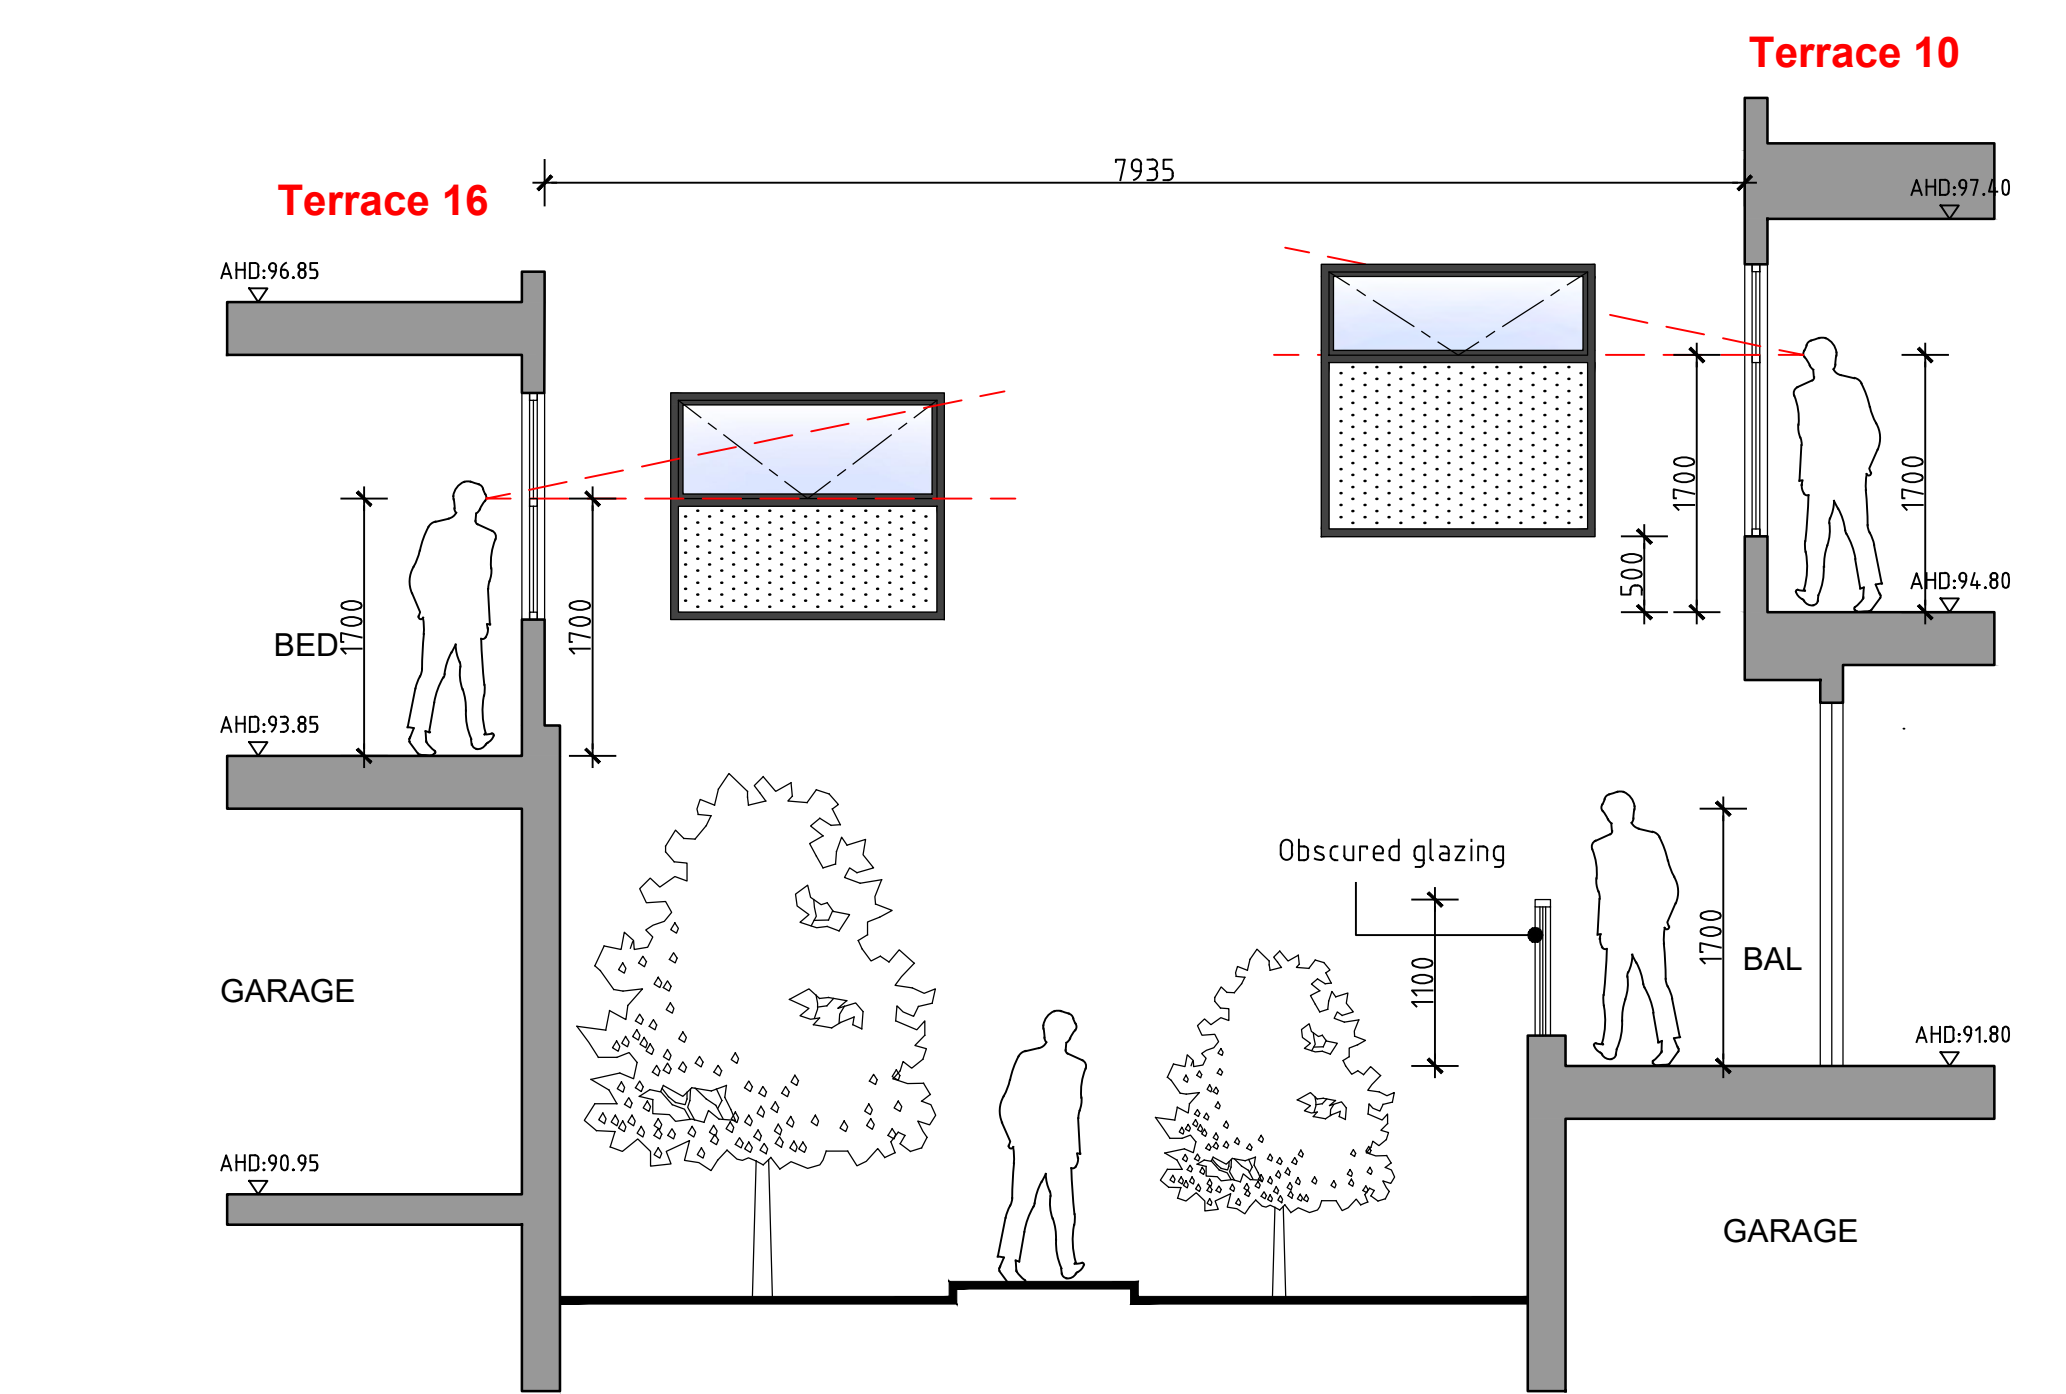 Terrace 10
7935
AHD:97.40
Terrace 16
AHD:96.85
1700
1700
500
AHD:94.80
1700
1700
BED
AHD:93.85
Obscured glazing
1700
BAL
1100
GARAGE
AHD:91.80
AHD:90.95
GARAGE